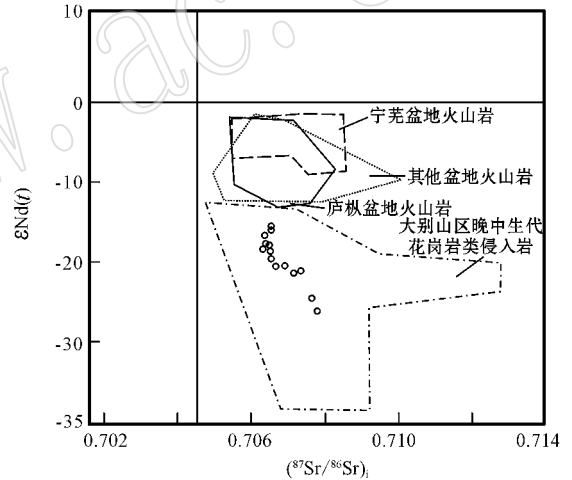 10
0
-10
-20
-30
-35
εNd(t)
宁芜盆地火山岩
其他盆地火山岩
庐枞盆地火山岩
大别山区晚中生代
花岗岩类侵入岩
0.702
0.706
0.710
0.714
(⁸⁷Sr/⁸⁶Sr)ᵢ